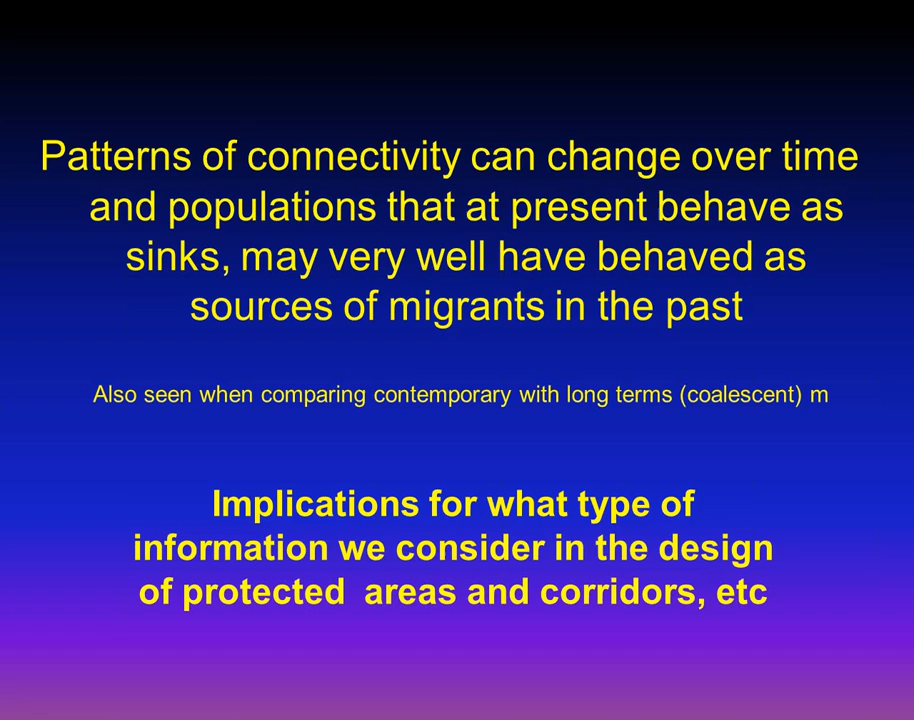 Patterns of connectivity can change over time
and populations that at present behave as
sinks, may very well have behaved as
sources of migrants in the past
Also seen when comparing contemporary with long terms (coalescent) m
Implications for what type of
information we consider in the design
of protected  areas and corridors, etc